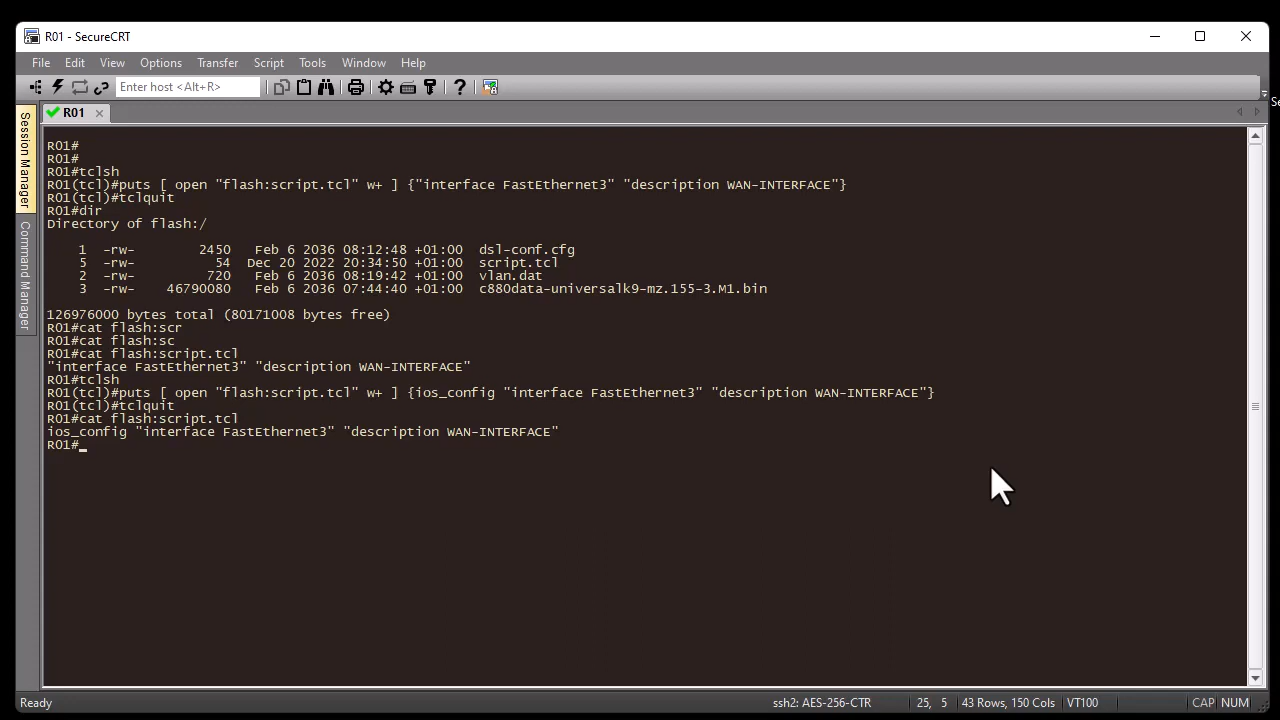 R01 - SecureCRT
File Edit View Options Transfer Script Tools Window Help
Enter host <Alt+R>
R01
Session Manager
Command Manager
R01#
R01#
R01#tclsh
R01(tcl)#puts [ open "flash:script.tcl" w+ ] {"interface FastEthernet3" "description WAN-INTERFACE"}
R01(tcl)#tclquit
R01#dir
Directory of flash:/
1 -rw- 2450 Feb 6 2036 08:12:48 +01:00 dsl-conf.cfg
5 -rw- 54 Dec 20 2022 20:34:50 +01:00 script.tcl
2 -rw- 720 Feb 6 2036 08:19:42 +01:00 vlan.dat
3 -rw- 46790080 Feb 6 2036 07:44:40 +01:00 c880data-universalk9-mz.155-3.M1.bin
126976000 bytes total (80171008 bytes free)
R01#cat flash:scr
R01#cat flash:sc
R01#cat flash:script.tcl
"interface FastEthernet3" "description WAN-INTERFACE"
R01#tclsh
R01(tcl)#puts [ open "flash:script.tcl" w+ ] {ios_config "interface FastEthernet3" "description WAN-INTERFACE"}
R01(tcl)#tclquit
R01#cat flash:script.tcl
ios_config "interface FastEthernet3" "description WAN-INTERFACE"
R01#
Se
Ready ssh2: AES-256-CTR 25, 5 43 Rows, 150 Cols VT100 CAP NUM